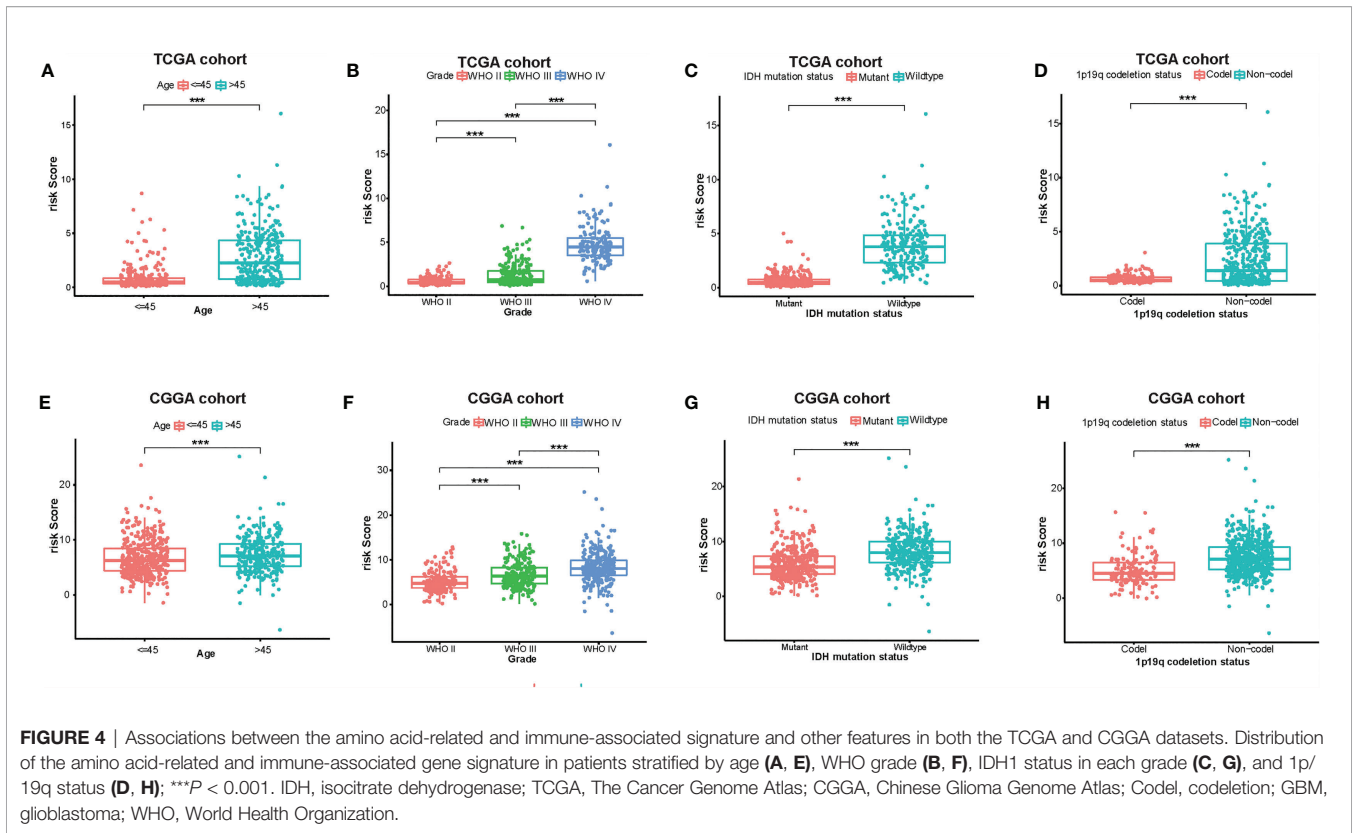 TCGA cohort
A
Age <=45 >45
***
15
10
5
0
risk Score
<=45 >45
Age
TCGA cohort
B
Grade WHO II WHO III WHO IV
***
***
***
20
15
10
5
0
risk Score
WHO II WHO III WHO IV
Grade
TCGA cohort
C
IDH mutation status Mutant Wildtype
***
15
10
5
0
risk Score
Mutant Wildtype
IDH mutation status
TCGA cohort
D
1p19q codeletion status Codel Non-codel
***
15
10
5
0
risk Score
Codel Non-codel
1p19q codeletion status
CGGA cohort
E
Age <=45 >45
***
20
10
0
risk Score
<=45 >45
Age
CGGA cohort
F
Grade WHO II WHO III WHO IV
***
***
***
30
20
10
0
risk Score
WHO II WHO III WHO IV
Grade
CGGA cohort
G
IDH mutation status Mutant Wildtype
***
20
10
0
risk Score
Mutant Wildtype
IDH mutation status
CGGA cohort
H
1p19q codeletion status Codel Non-codel
***
20
10
0
risk Score
Codel Non-codel
1p19q codeletion status
FIGURE 4 | Associations between the amino acid-related and immune-associated signature and other features in both the TCGA and CGGA datasets. Distribution
of the amino acid-related and immune-associated gene signature in patients stratified by age (A, E), WHO grade (B, F), IDH1 status in each grade (C, G), and 1p/
19q status (D, H); ***P < 0.001. IDH, isocitrate dehydrogenase; TCGA, The Cancer Genome Atlas; CGGA, Chinese Glioma Genome Atlas; Codel, codeletion; GBM,
glioblastoma; WHO, World Health Organization.